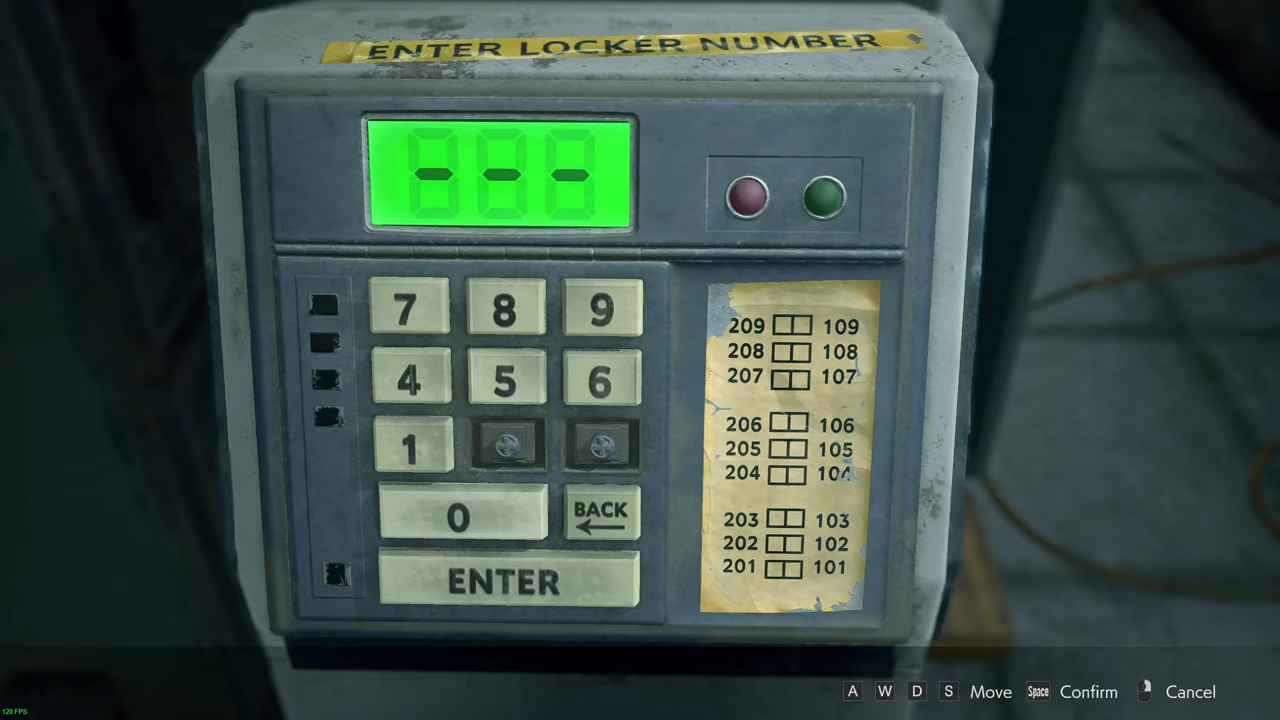 ENTER LOCKER NUMBER
---
7 8 9
4 5 6
1
0 BACK
ENTER
209 109
208 108
207 107
206 106
205 105
204 104
203 103
202 102
201 101
A W D S Move Space Confirm Cancel
120 FPS